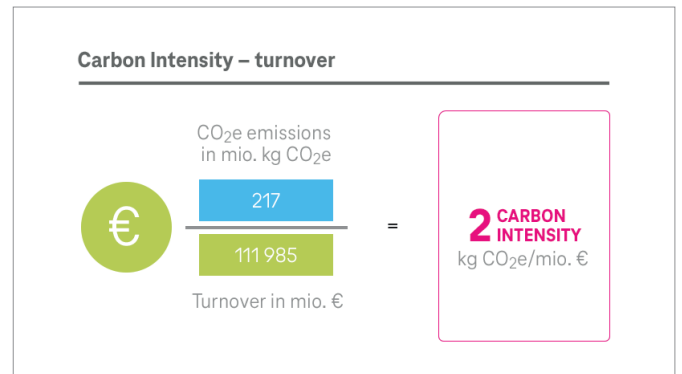 Carbon Intensity – turnover
CO₂e emissions
in mio. kg CO₂e
€
217
111 985
=
Turnover in mio. €
2 CARBON
INTENSITY
kg CO₂e/mio. €